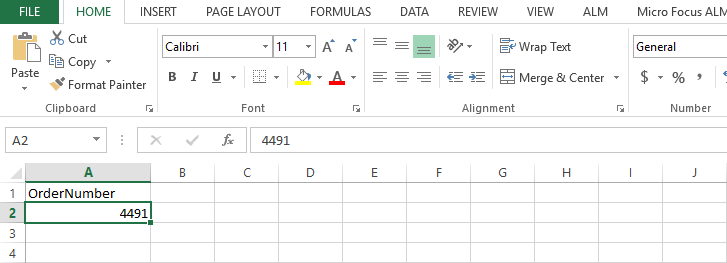 FILE HOME INSERT PAGE LAYOUT FORMULAS DATA REVIEW VIEW ALM Micro Focus ALM
Cut
Copy
Format Painter
Paste
Clipboard
Calibri 11 A A
B I U A
Font
Wrap Text
Merge & Center
Alignment
General
$ % ,
Number
A2 fx 4491
A B C D E F G H I J
1 OrderNumber
2 4491
3
4